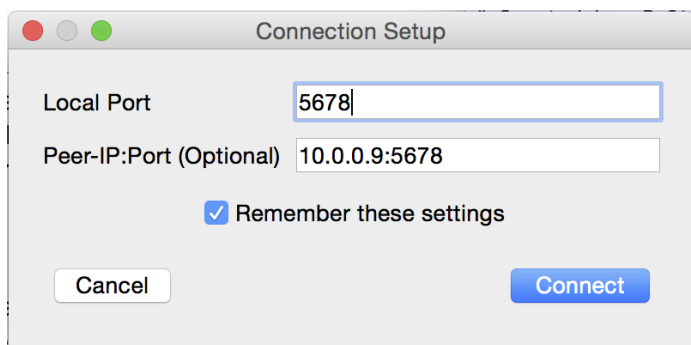 Connection Setup
Local Port 5678
Peer-IP:Port (Optional) 10.0.0.9:5678
Remember these settings
Cancel Connect